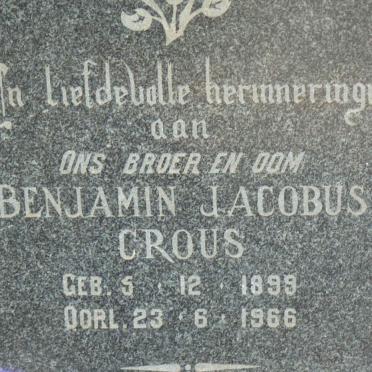 In liefdevolle herinnering
aan
ONS BROER EN OOM
BENJAMIN JACOBUS
CROUS
GEB. 5 · 12 · 1899
OORL. 23 · 6 · 1966